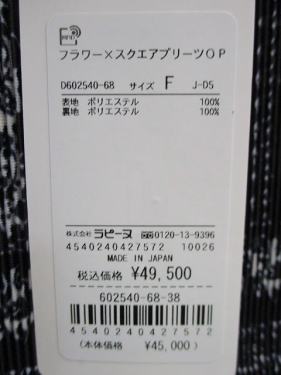 フラワー×スクエアプリーツOP
D602540-68 サイズ F J-D5
表地 ポリエステル 100%
裏地 ポリエステル 100%
株式会社 ラピーヌ 0120-13-9396
4540240427572 10026
MADE IN JAPAN
税込価格 ¥49,500
602540-68-38
4540240427572
(本体価格 ¥45,000)